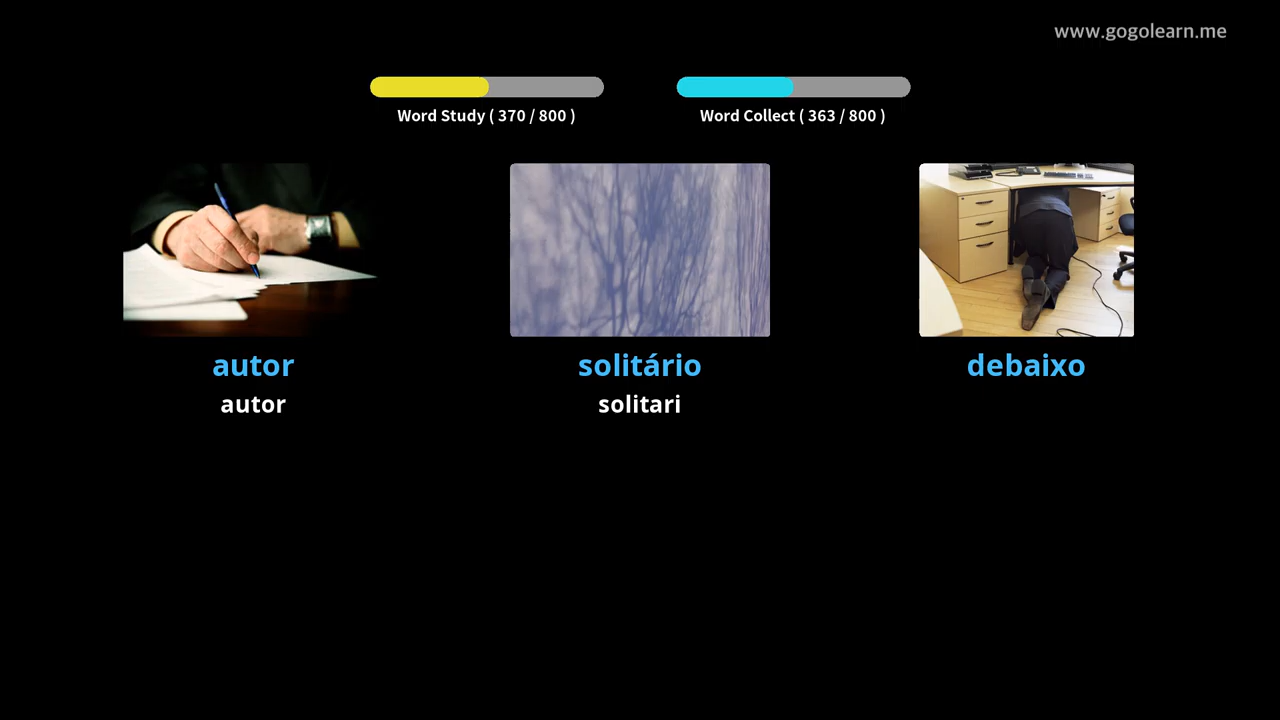 www.gogolearn.me
Word Study ( 370 / 800 )
Word Collect ( 363 / 800 )
autor
solitário
debaixo
autor
solitari